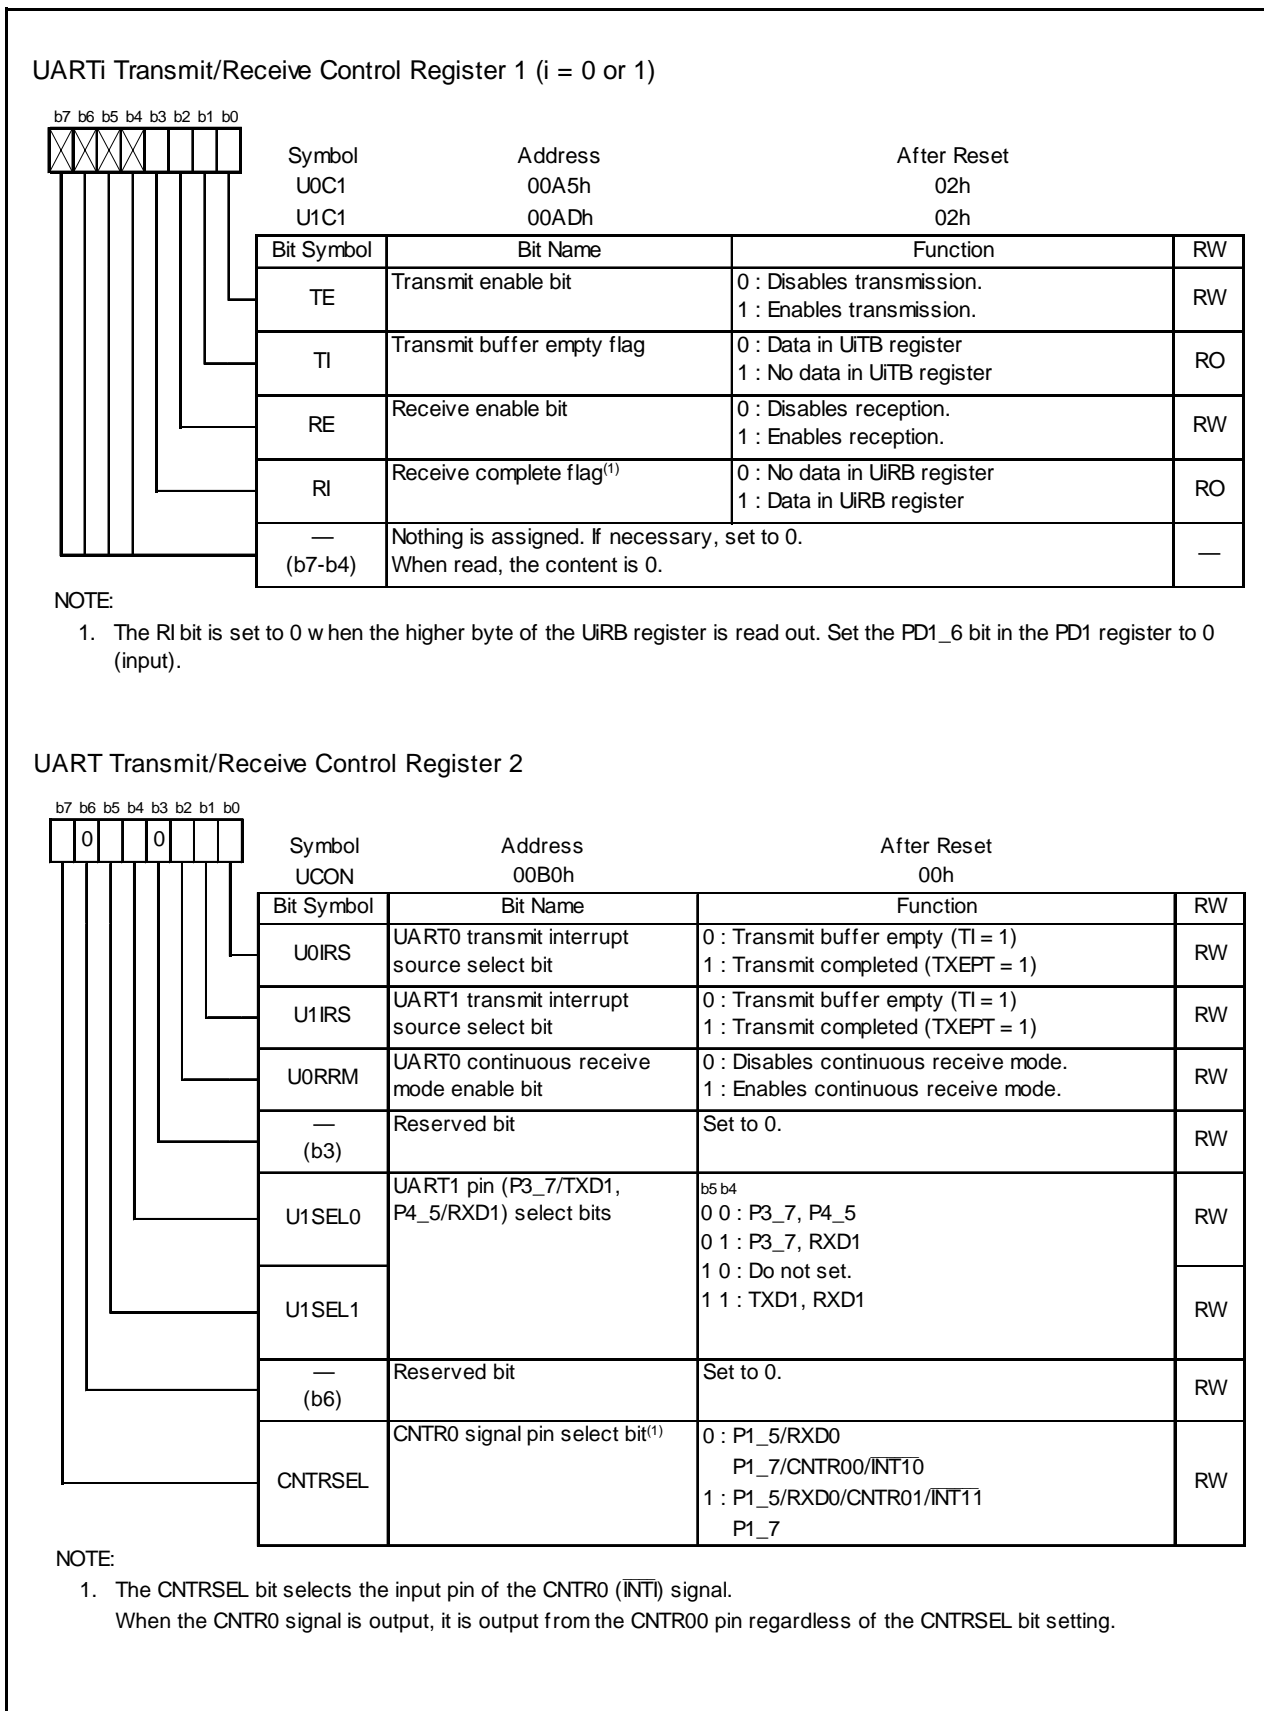 UARTi Transmit/Receive Control Register 1 (i = 0 or 1)
b7 b6 b5 b4 b3 b2 b1 b0
Symbol Address After Reset
U0C1 00A5h 02h
U1C1 00ADh 02h
Bit Symbol Bit Name Function RW
TE Transmit enable bit 0 : Disables transmission.
1 : Enables transmission. RW
TI Transmit buffer empty flag 0 : Data in UiTB register
1 : No data in UiTB register RO
RE Receive enable bit 0 : Disables reception.
1 : Enables reception. RW
RI Receive complete flag(1) 0 : No data in UiRB register
1 : Data in UiRB register RO
— Nothing is assigned. If necessary, set to 0.
(b7-b4) When read, the content is 0. —
NOTE:
1. The RI bit is set to 0 when the higher byte of the UiRB register is read out. Set the PD1_6 bit in the PD1 register to 0
(input).
UART Transmit/Receive Control Register 2
b7 b6 b5 b4 b3 b2 b1 b0
0 0
Symbol Address After Reset
UCON 00B0h 00h
Bit Symbol Bit Name Function RW
U0IRS UART0 transmit interrupt 0 : Transmit buffer empty (TI = 1)
source select bit 1 : Transmit completed (TXEPT = 1) RW
U1IRS UART1 transmit interrupt 0 : Transmit buffer empty (TI = 1)
source select bit 1 : Transmit completed (TXEPT = 1) RW
U0RRM UART0 continuous receive 0 : Disables continuous receive mode.
mode enable bit 1 : Enables continuous receive mode. RW
— Reserved bit Set to 0.
(b3) RW
UART1 pin (P3_7/TXD1, b5 b4
U1SEL0 P4_5/RXD1) select bits 0 0 : P3_7, P4_5 RW
0 1 : P3_7, RXD1
1 0 : Do not set.
U1SEL1 1 1 : TXD1, RXD1 RW
— Reserved bit Set to 0.
(b6) RW
CNTR0 signal pin select bit(1) 0 : P1_5/RXD0
P1_7/CNTR00/INT10
CNTRSEL 1 : P1_5/RXD0/CNTR01/INT11 RW
P1_7
NOTE:
1. The CNTRSEL bit selects the input pin of the CNTR0 (INTI) signal.
When the CNTR0 signal is output, it is output from the CNTR00 pin regardless of the CNTRSEL bit setting.